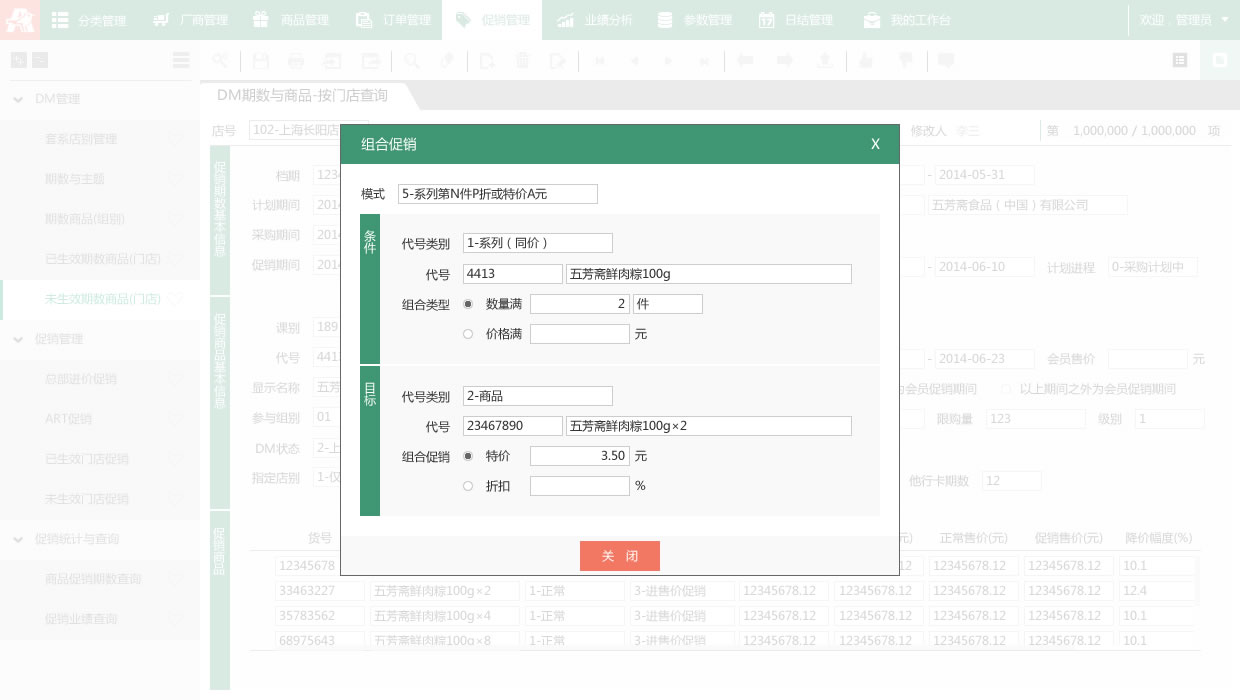 分类管理 厂商管理 商品管理 订单管理 促销管理 业绩分析 参数管理 日结管理 我的工作台 欢迎，管理员
DM管理
套系店别管理
期数与主题
期数商品(组别)
已生效期数商品(门店)
未生效期数商品(门店)
促销管理
总部进价促销
ART促销
已生效门店促销
未生效门店促销
促销统计与查询
商品促销期数查询
促销业绩查询
DM期数与商品-按门店查询
店号 102-上海长阳店 修改人 李三 第 1,000,000 / 1,000,000 项
促销期数基本信息
档期 1234 - 2014-05-31
计划期间 2014 五芳斋食品（中国）有限公司
采购期间 2014
促销期间 2014 - 2014-06-10 计划进程 0-采购计划中
促销商品基本信息
课别 189
代号 4413 - 2014-06-23 会员售价 元
显示名称 五芳 为会员促销期间 以上期间之外为会员促销期间
参与组别 01 限购量 123 级别 1
DM状态 2-上
指定店别 1-仅 他行卡期数 12
促销商品
货号 元) 正常售价(元) 促销售价(元) 降价幅度(%)
12345678 12 12345678.12 12345678.12 10.1
33463227 五芳斋鲜肉粽100g×2 1-正常 3-进售价促销 12345678.12 12345678.12 12345678.12 12345678.12 12.4
35783562 五芳斋鲜肉粽100g×4 1-正常 3-进售价促销 12345678.12 12345678.12 12345678.12 12345678.12 10.1
68975643 五芳斋鲜肉粽100g×8 1-正常 3-进售价促销 12345678.12 12345678.12 12345678.12 12345678.12 10.1
组合促销 X
模式 5-系列第N件P折或特价A元
条件
代号类别 1-系列（同价）
代号 4413 五芳斋鲜肉粽100g
组合类型 数量满 2 件
价格满 元
目标
代号类别 2-商品
代号 23467890 五芳斋鲜肉粽100g×2
组合促销 特价 3.50 元
折扣 %
关 闭